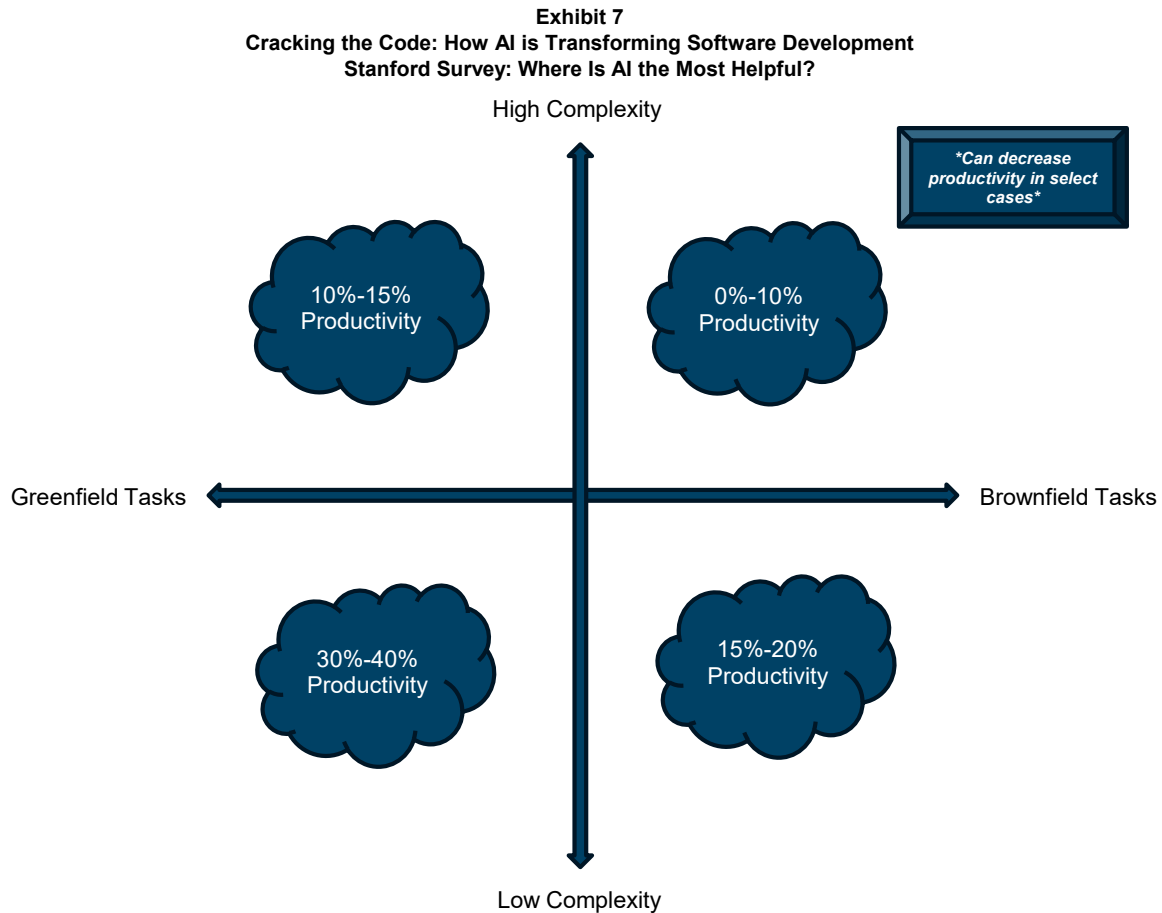 Exhibit 7
Cracking the Code: How AI is Transforming Software Development
Stanford Survey: Where Is AI the Most Helpful?
High Complexity
*Can decrease
productivity in select
cases*
10%-15%
Productivity
0%-10%
Productivity
Greenfield Tasks
Brownfield Tasks
30%-40%
Productivity
15%-20%
Productivity
Low Complexity